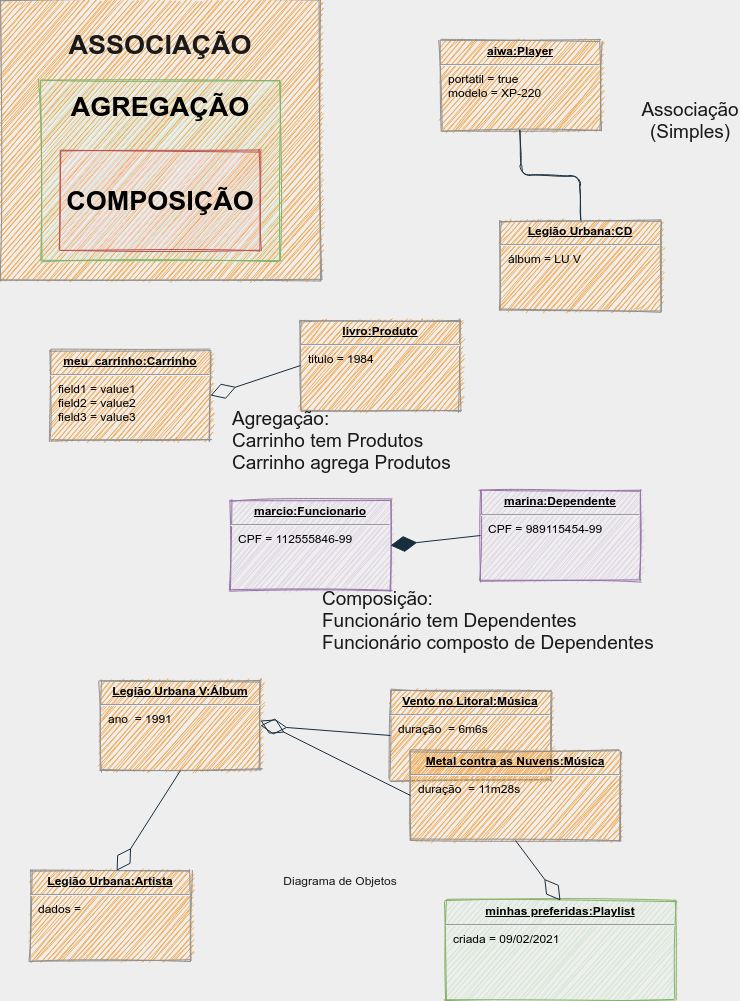 ASSOCIAÇÃO
AGREGAÇÃO
COMPOSIÇÃO
aiwa:Player
portatil = true
modelo = XP-220
Associação
(Simples)
Legião Urbana:CD
álbum = LU V
livro:Produto
titulo = 1984
meu_carrinho:Carrinho
field1 = value1
field2 = value2
field3 = value3
Agregação:
Carrinho tem Produtos
Carrinho agrega Produtos
marcio:Funcionario
CPF = 112555846-99
marina:Dependente
CPF = 989115454-99
Composição:
Funcionário tem Dependentes
Funcionário composto de Dependentes
Legião Urbana V:Álbum
ano  = 1991
Vento no Litoral:Música
duração  = 6m6s
Metal contra as Nuvens:Música
duração  = 11m28s
Legião Urbana:Artista
dados =
Diagrama de Objetos
minhas preferidas:Playlist
criada = 09/02/2021